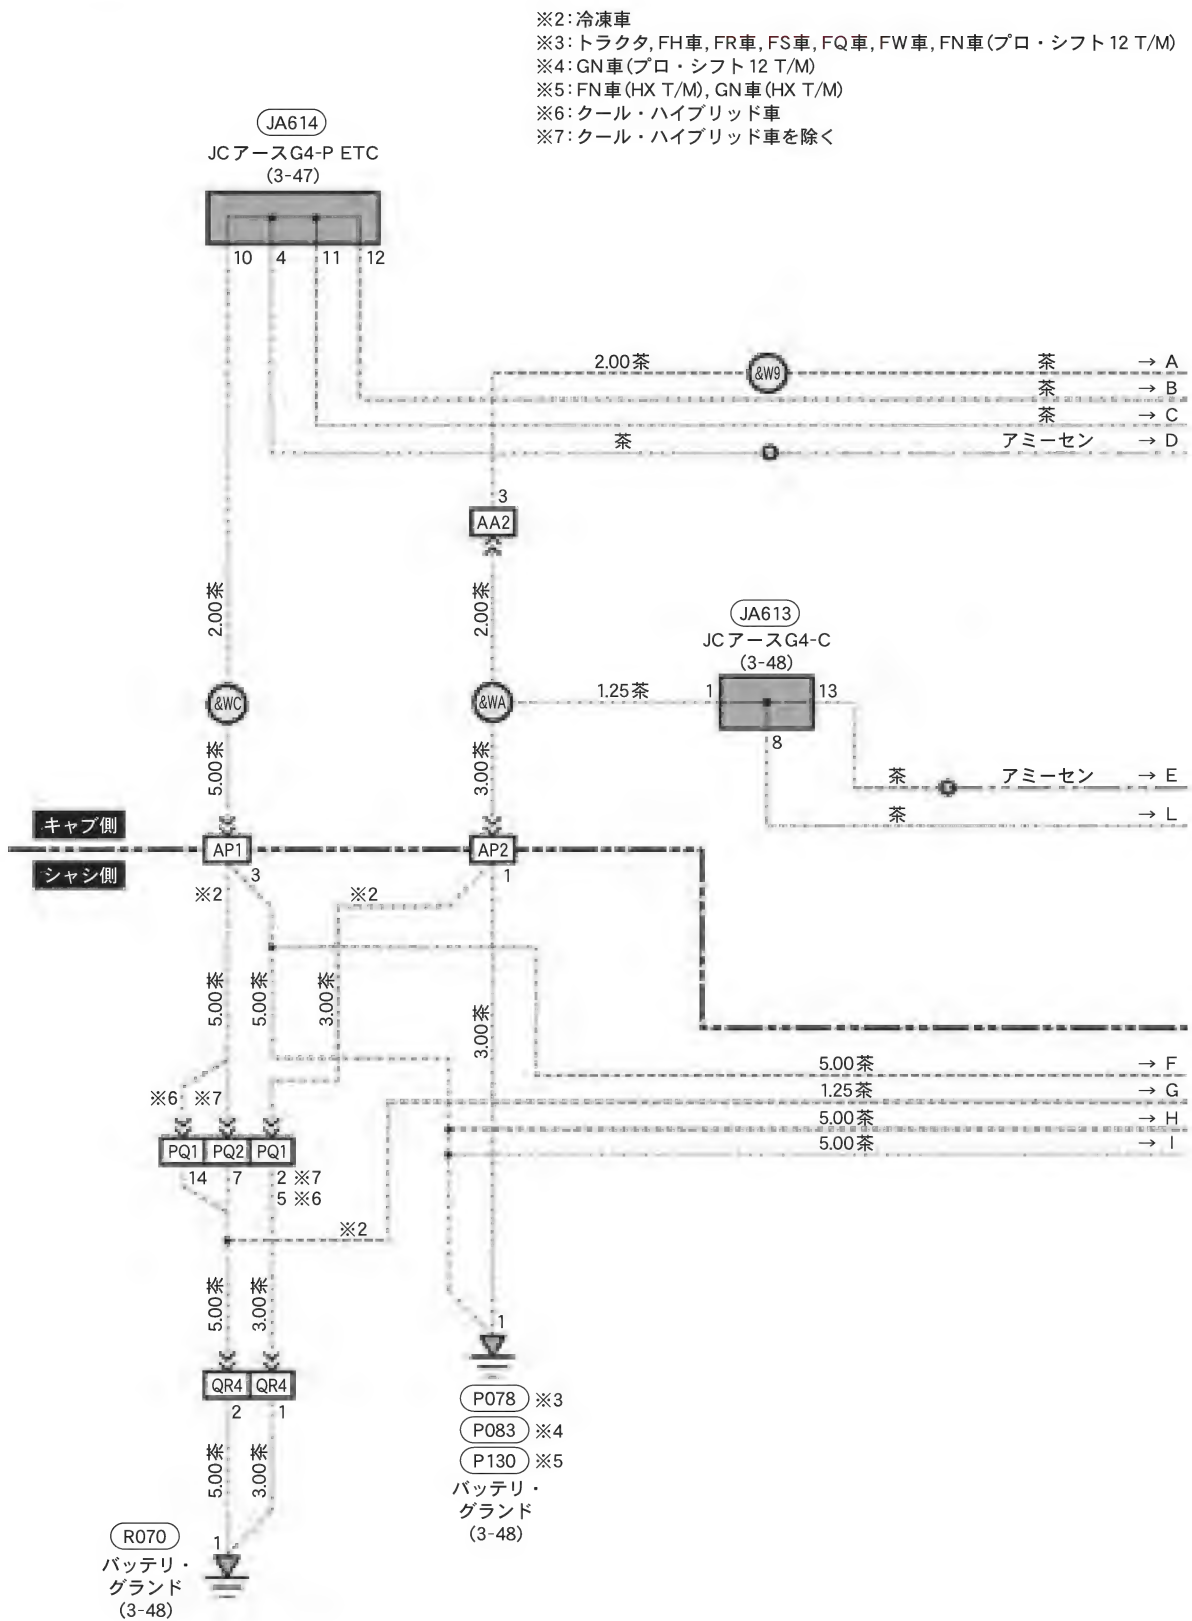 ※2:冷凍車
※3:トラクタ, FH車, FR車, FS車, FQ車, FW車, FN車(プロ・シフト12 T/M)
※4:GN車(プロ・シフト12 T/M)
※5:FN車(HX T/M), GN車(HX T/M)
※6:クール・ハイブリッド車
※7:クール・ハイブリッド車を除く
JA614
JCアースG4-P ETC
(3-47)
10 4 11 12
2.00茶 &W9 茶 → A
茶 → B
茶 → C
茶 アミーセン → D
3
AA2
2.00茶 2.00茶
JA613
JCアースG4-C
(3-48)
&WC &WA 1.25茶 1 13
8
5.00茶 3.00茶
茶 アミーセン → E
茶 → L
キャブ側
AP1 AP2
シャシ側
3 1
※2 ※2
5.00茶 5.00茶 3.00茶 3.00茶
5.00茶 → F
1.25茶 → G
5.00茶 → H
5.00茶 → I
※6 ※7
PQ1 PQ2 PQ1
14 7 2 ※7
5 ※6
※2
5.00茶 3.00茶
1
QR4 QR4
2 1
P078 ※3
P083 ※4
P130 ※5
バッテリ・
グランド
(3-48)
5.00茶 3.00茶
R070 1
バッテリ・
グランド
(3-48)